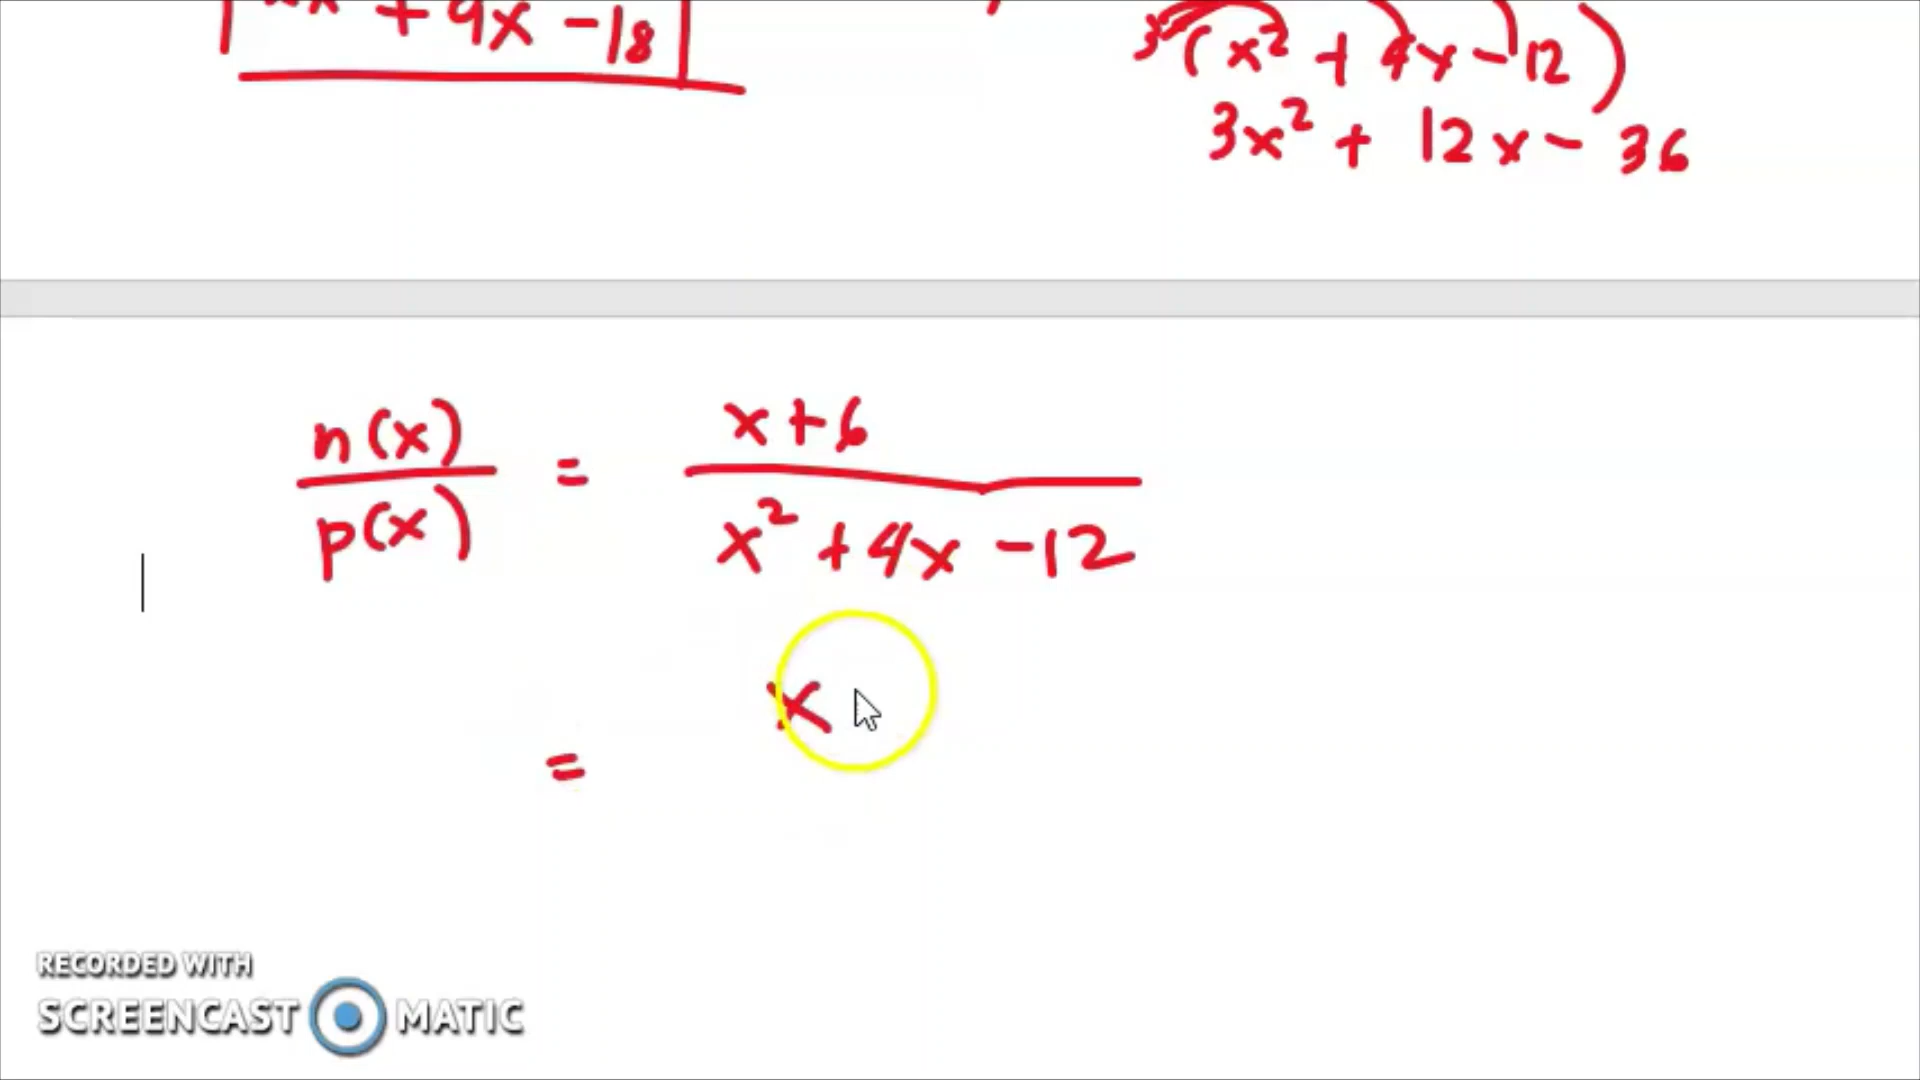 + 9x - 18
3(x² + 4x - 12)
3x² + 12x - 36
n(x)/p(x) = x+6/x² + 4x - 12
= x
RECORDED WITH
SCREENCAST MATIC